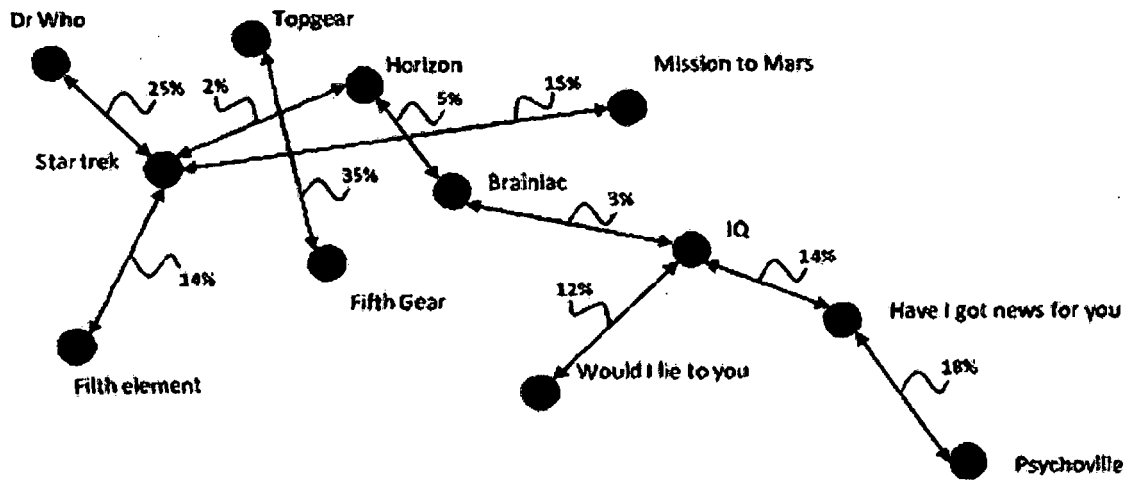 Dr Who
Topgear
Horizon
Mission to Mars
25%
2%
5%
15%
Star trek
35%
Brainiac
3%
IQ
14%
14%
Fifth Gear
12%
Have I got news for you
Filth element
Would I lie to you
18%
Psychoville